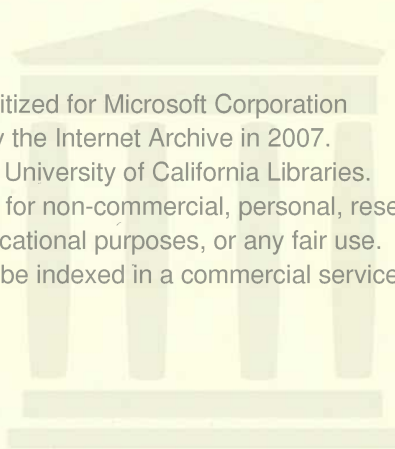 itized for Microsoft Corporation
the Internet Archive in 2007.
University of California Libraries.
for non-commercial, personal,
cational purposes, or any fair use.
be indexed in a commercial service